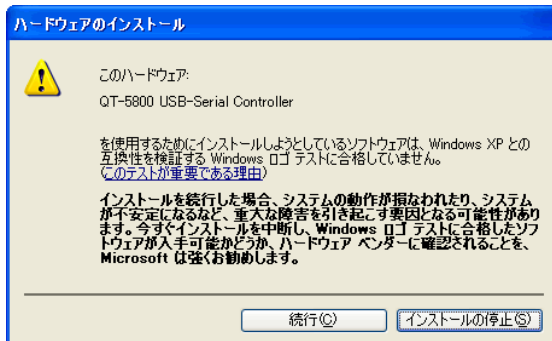 ハードウェアのインストール
このハードウェア:
QT-5800 USB-Serial Controller
を使用するためにインストールしようとしているソフトウェアは、Windows XP との
互換性を検証する Windows ロゴ テストに合格していません。
(このテストが重要である理由)
インストールを続行した場合、システムの動作が損なわれたり、システム
が不安定になるなど、重大な障害を引き起こす要因となる可能性があり
ます。今すぐインストールを中断し、Windows ロゴ テストに合格したソフ
トウェアが入手可能かどうか、ハードウェア ベンダーに確認されることを、
Microsoft は強くお勧めします。
続行(C)
インストールの停止(S)